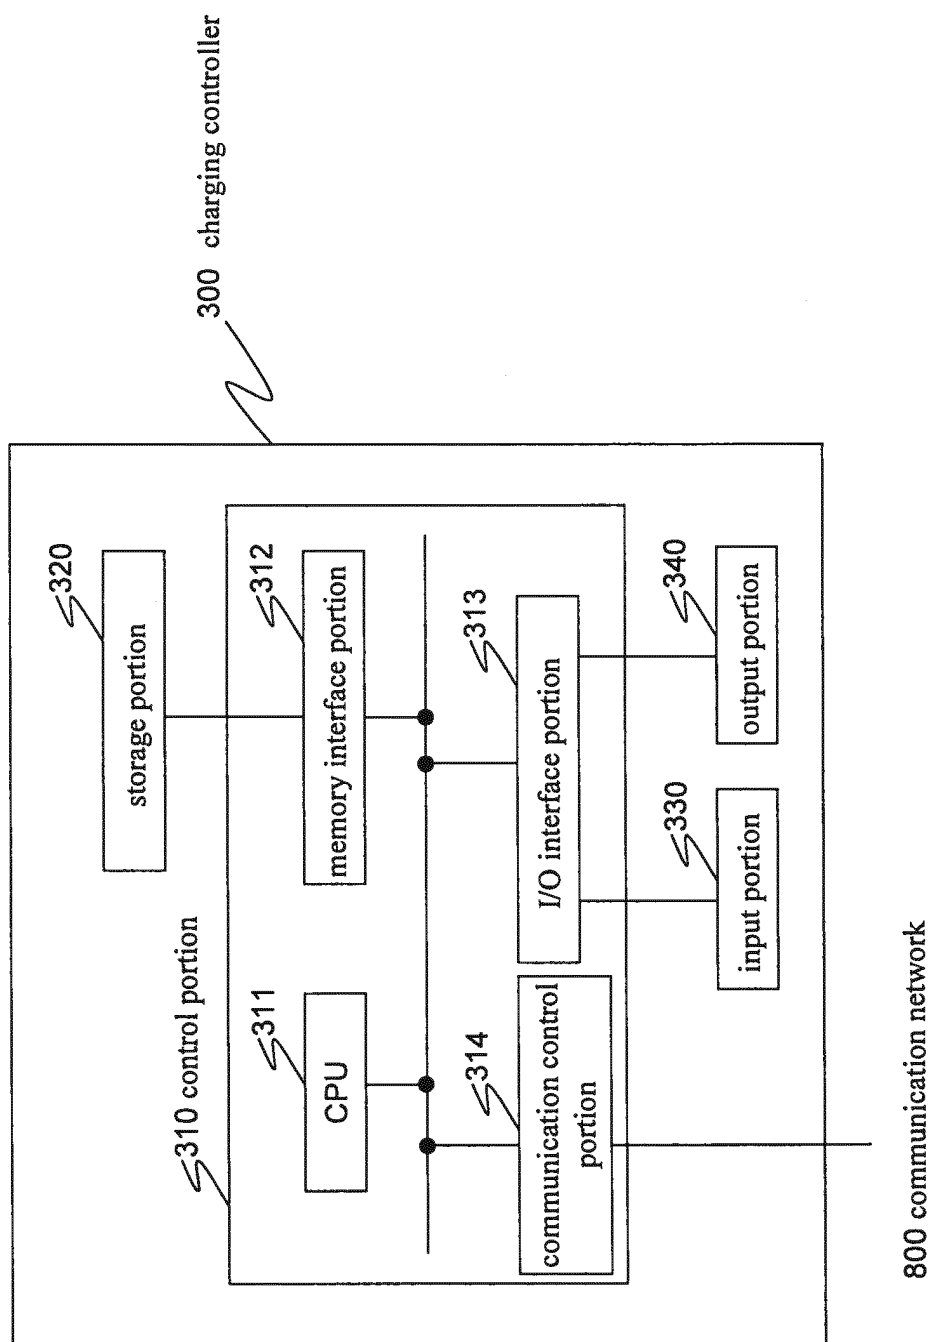 300 charging controller
320
storage portion
310 control portion
311
CPU
312
memory interface portion
314
communication control
portion
313
I/O interface portion
330
input portion
340
output portion
800 communication network